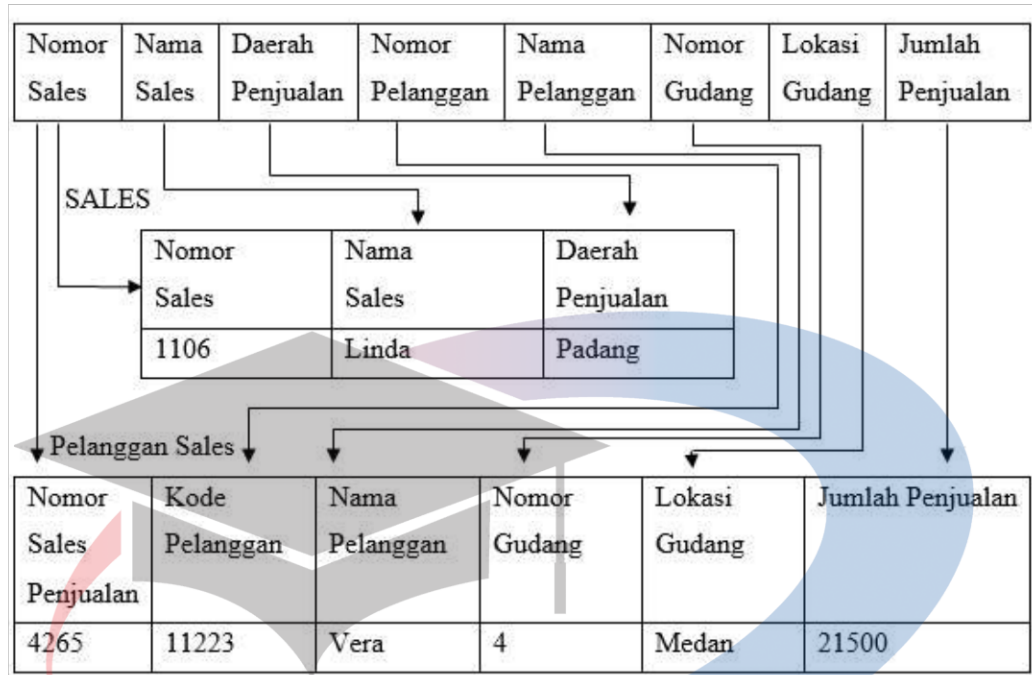 Nomor Nama Daerah Nomor Nama Nomor Lokasi Jumlah
Sales Sales Penjualan Pelanggan Pelanggan Gudang Gudang Penjualan
SALES
Nomor Nama Daerah
Sales Sales Penjualan
1106 Linda Padang
Pelanggan Sales
Nomor Kode Nama Nomor Lokasi Jumlah Penjualan
Sales Pelanggan Pelanggan Gudang Gudang
Penjualan
4265 11223 Vera 4 Medan 21500